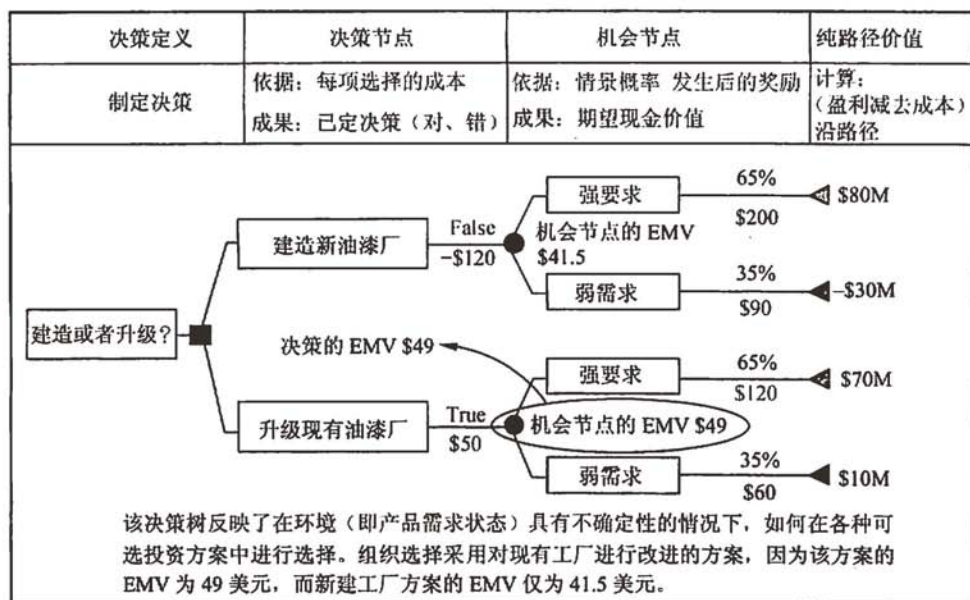 决策定义 决策节点 机会节点 纯路径价值
制定决策
依据：每项选择的成本
成果：已定决策（对、错）
依据：情景概率 发生后的奖励
成果：期望现金价值
计算：
（盈利减去成本）
沿路径
建造或者升级？
建造新油漆厂
False
-$120
机会节点的 EMV
$41.5
强要求
65%
$200
$80M
弱需求
35%
$90
-$30M
决策的 EMV $49
升级现有油漆厂
True
$50
机会节点的 EMV $49
强要求
65%
$120
$70M
弱需求
35%
$60
$10M
该决策树反映了在环境（即产品需求状态）具有不确定性的情况下，如何在各种可
选投资方案中进行选择。组织选择采用对现有工厂进行改进的方案，因为该方案的
EMV 为 49 美元，而新建工厂方案的 EMV 仅为 41.5 美元。